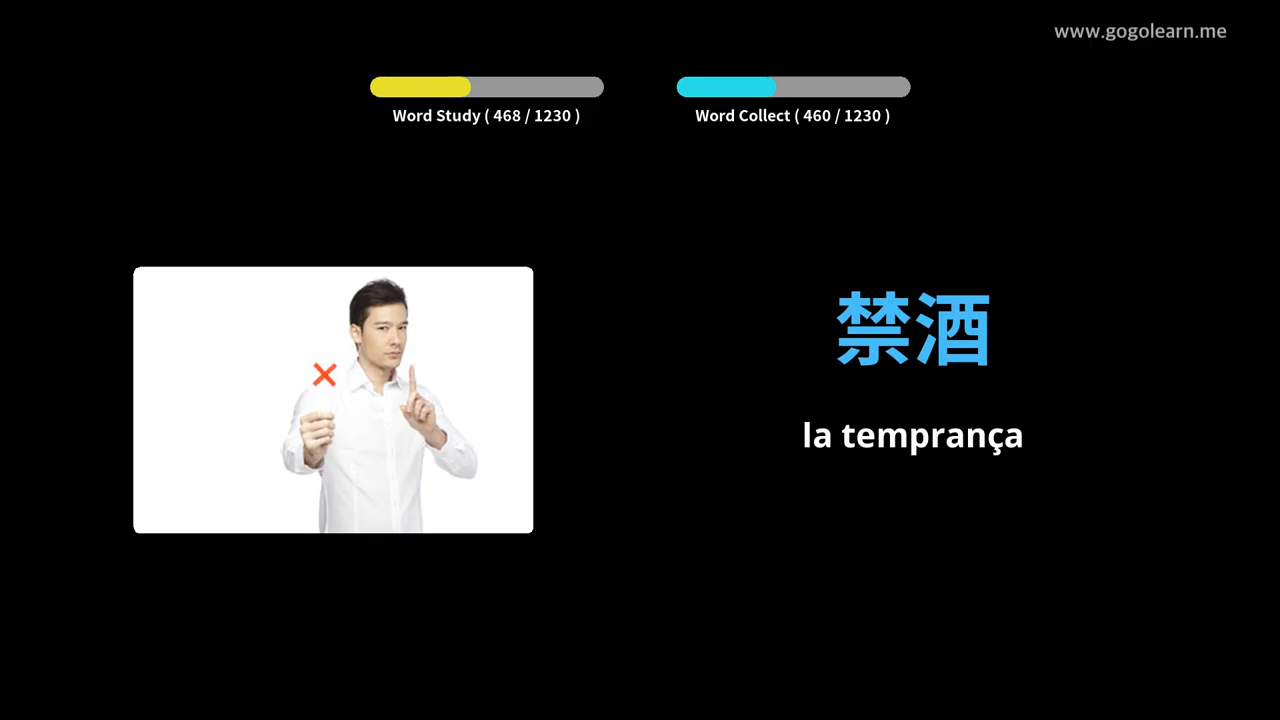 www.gogolearn.me
Word Study ( 468 / 1230 )
Word Collect ( 460 / 1230 )
禁酒
la temprança